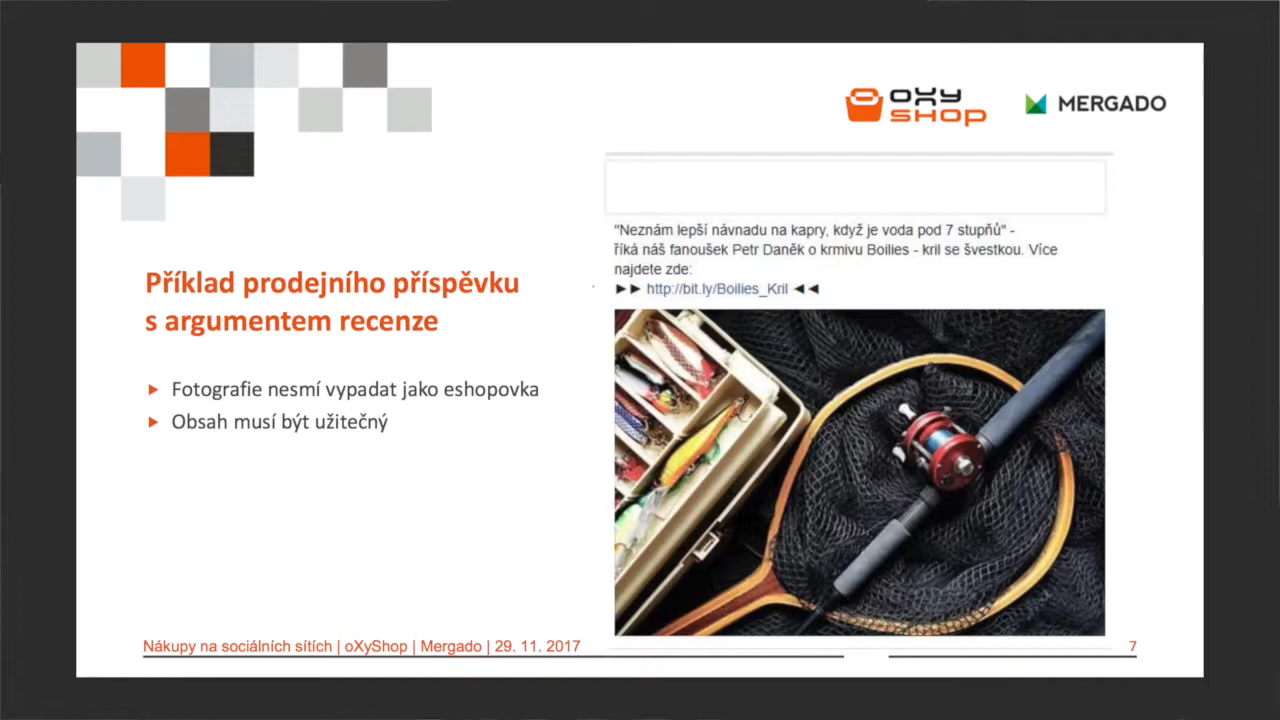 oXy
SHOP
MERGADO
"Neznám lepší návnadu na kapry, když je voda pod 7 stupňů" -
říká náš fanoušek Petr Daněk o krmivu Boilies - kril se švestkou. Více
najdete zde:
►► http://bit.ly/Boilies_Kril ◄◄
Příklad prodejního příspěvku
s argumentem recenze
Fotografie nesmí vypadat jako eshopovka
Obsah musí být užitečný
Nákupy na sociálních sítích | oXyShop | Mergado | 29. 11. 2017
7